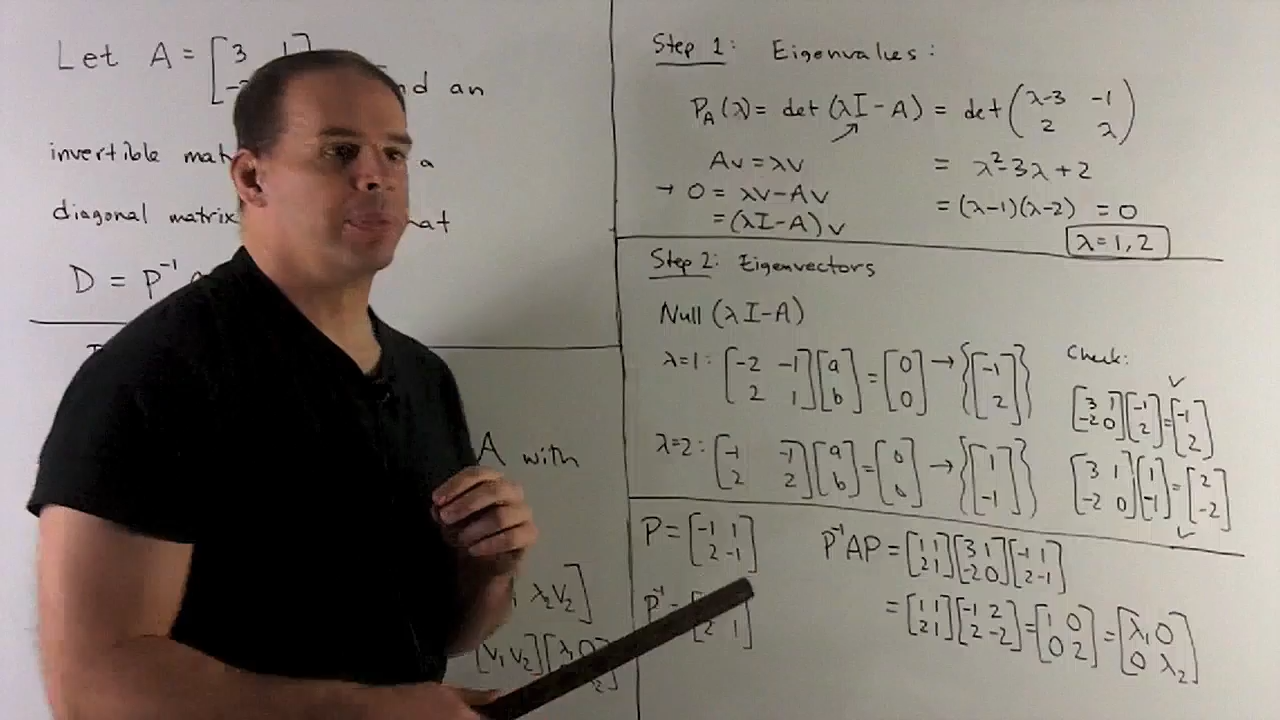 Let A = [3 1
[-2
nd an
invertible a
diagonal matrix at
D = P⁻¹
A with
λ₂V₂]
[V₁ V₂][λ₁ 0
₂]
Step 1: Eigenvalues:
P_A(λ) = det (λI - A) = det (λ-3 -1
2 λ)
Av = λv = λ² - 3λ + 2
→ 0 = λv - Av = (λ-1)(λ-2) = 0
= (λI - A)v λ = 1, 2
Step 2: Eigenvectors
Null (λI - A)
λ=1: [-2 -1 [a = [0 → {[-1
2 1] b] 0] 2]}
λ=2: [-1 -1 [a = [0 → {[1
2 2] b] 0] -1]}
Check:
✓
[3 1 [-1 = [-1
-2 0] 2] 2]
[3 1 [1 = [2
-2 0] -1] -2]
✓
P = [-1 1
2 -1]
P⁻¹ = [
2 1]
P⁻¹AP = [1 1 [3 1 [-1 1
2 1] -2 0] 2 -1]
= [1 1 [-1 2 = [1 0 = [λ₁ 0
2 1] 2 -2] 0 2] 0 λ₂]